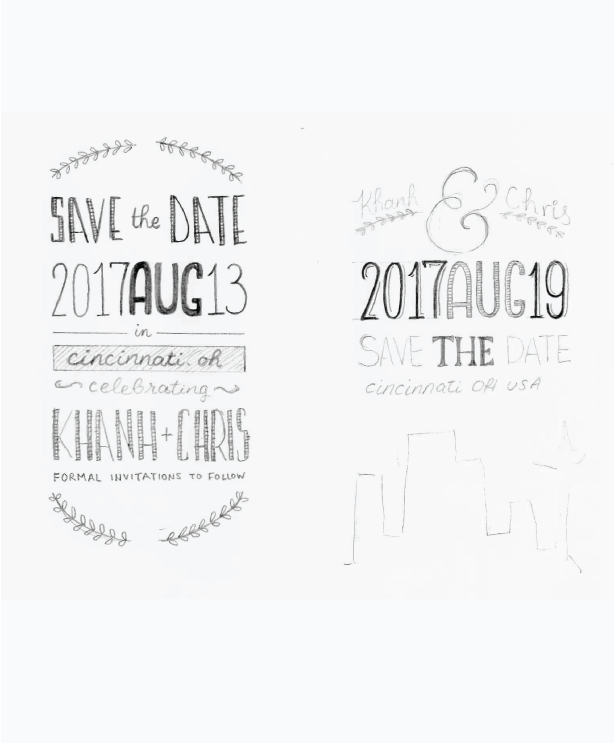 SAVE the DATE
2017AUG13
in
cincinnati. oh
celebrating
KHANH+CHRIS
FORMAL INVITATIONS TO FOLLOW
Khanh & Chris
2017AUG19
SAVE THE DATE
cincinnati OH USA